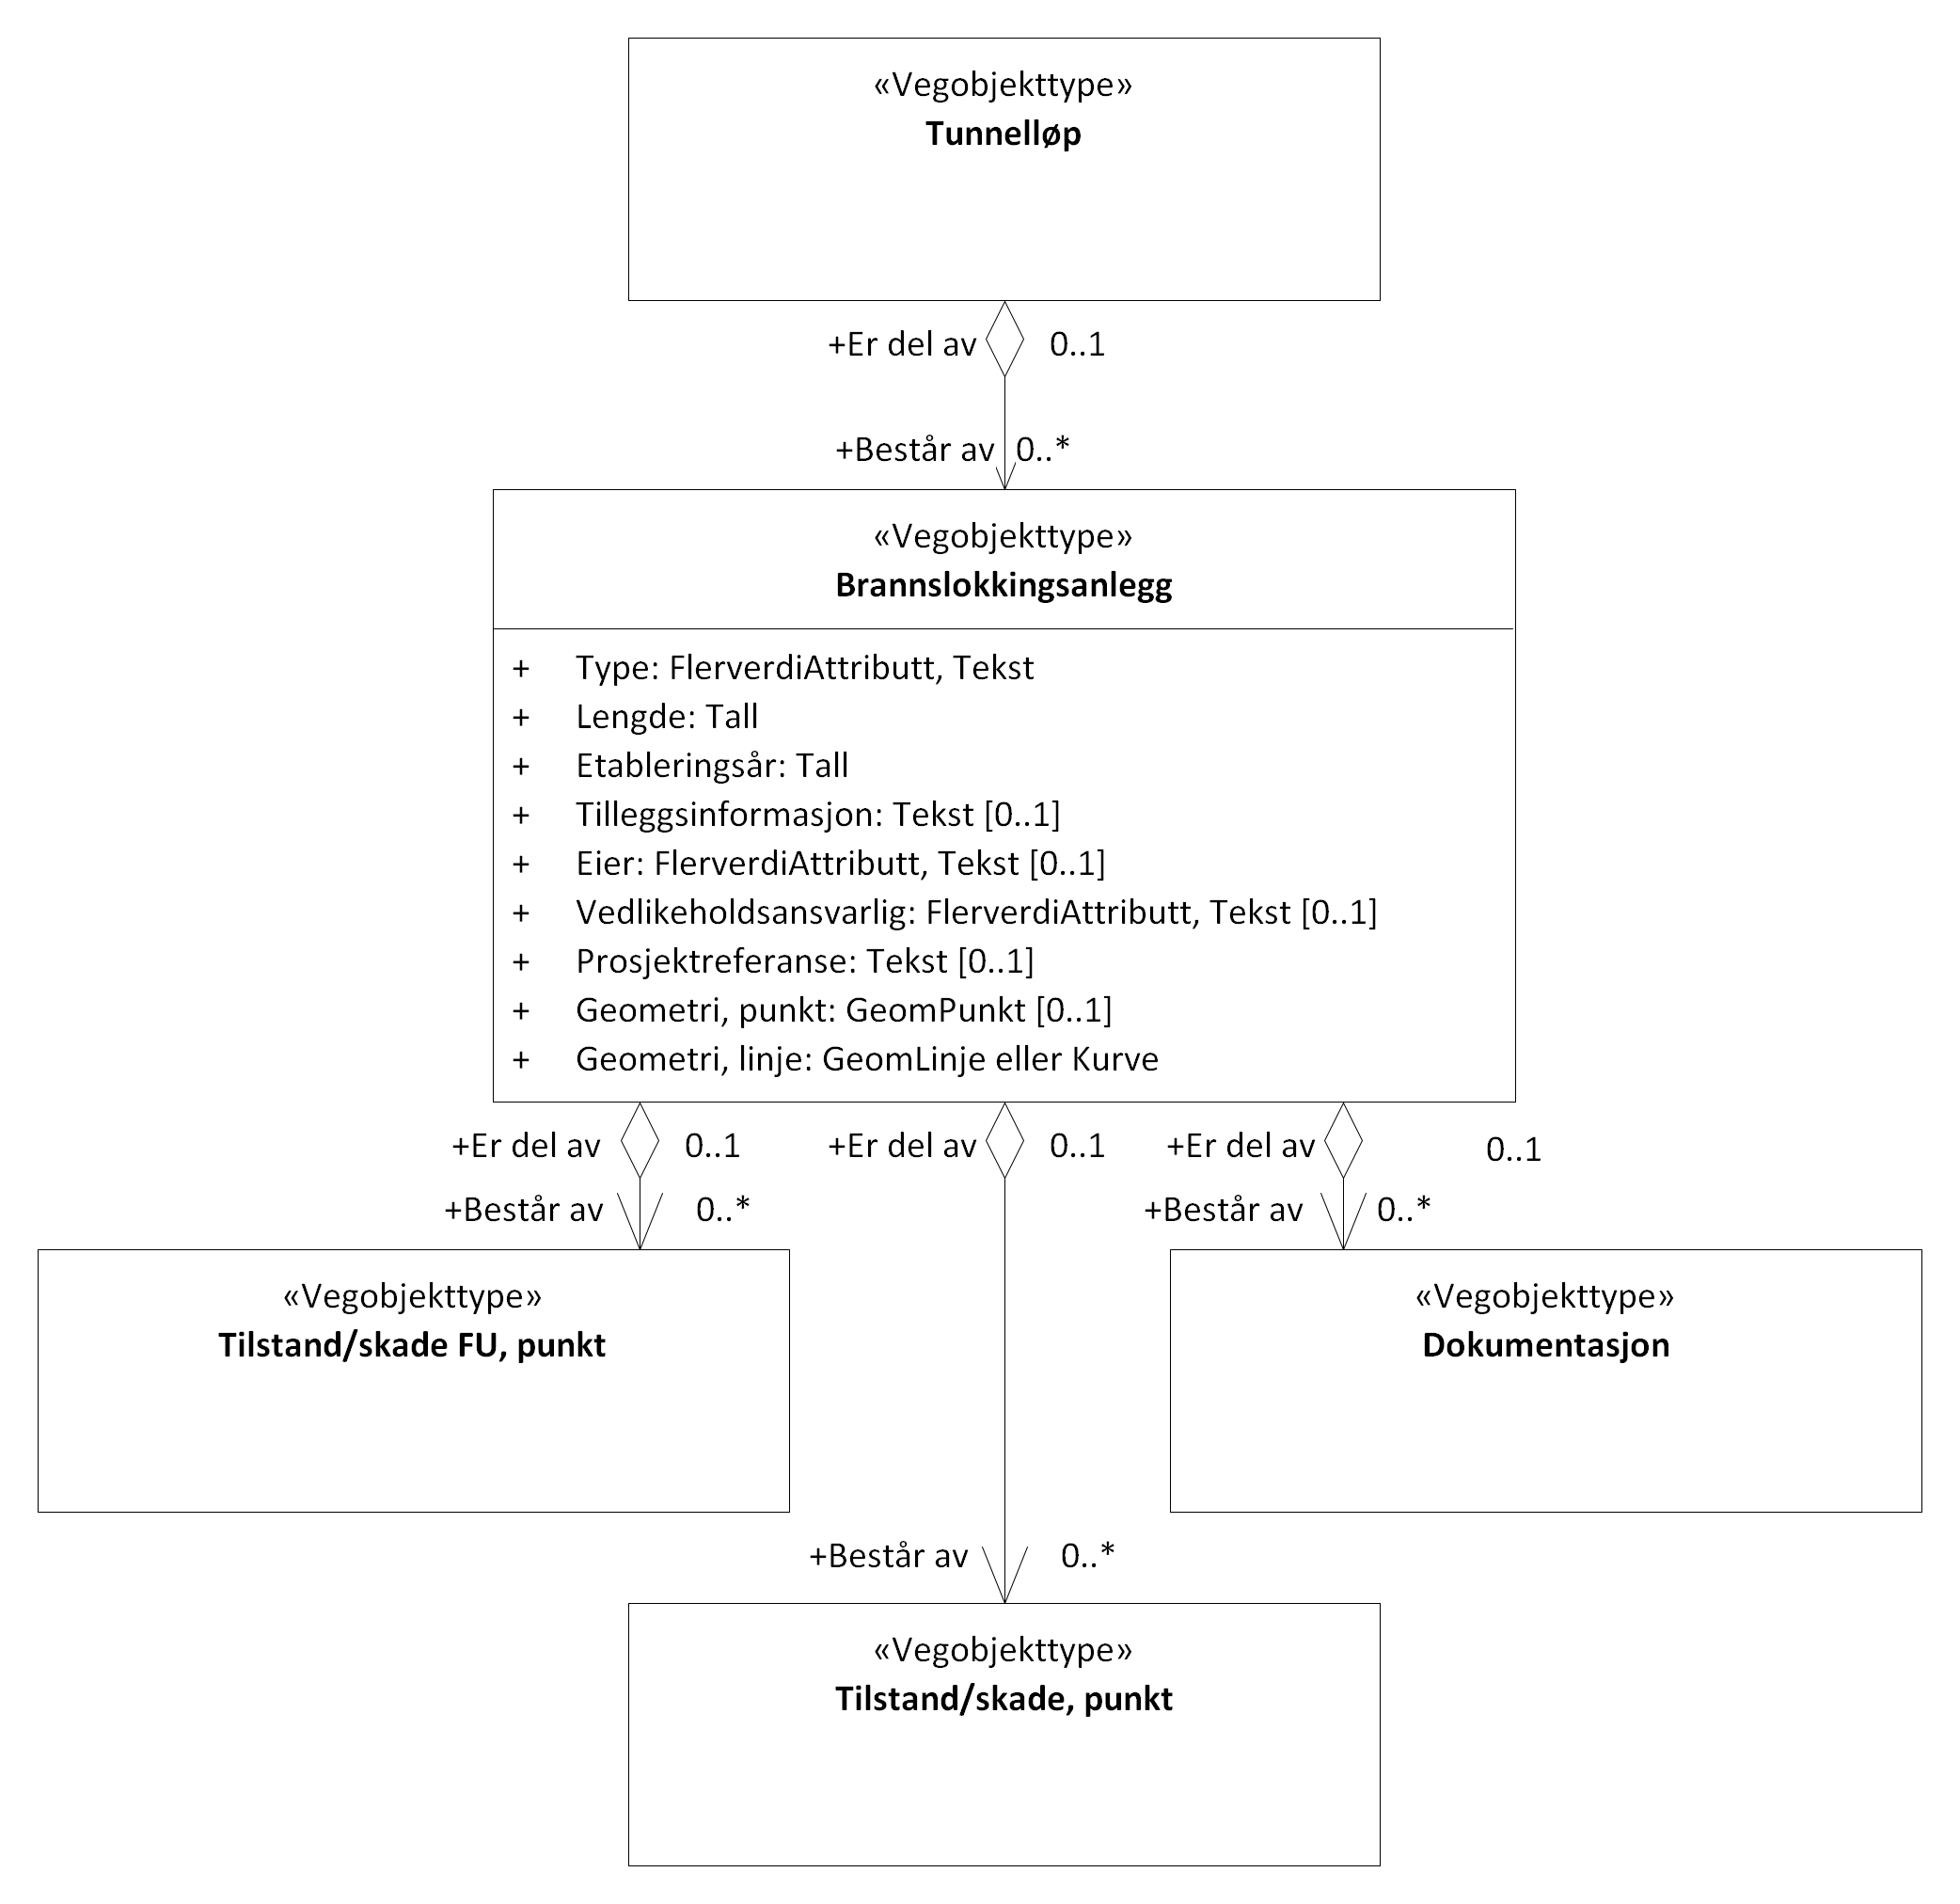 «Vegobjekttype»
Tunnelløp
+Er del av 0..1
+Består av 0..*
«Vegobjekttype»
Brannslokkingsanlegg
+ Type: FlerverdiAttributt, Tekst
+ Lengde: Tall
+ Etableringsår: Tall
+ Tilleggsinformasjon: Tekst [0..1]
+ Eier: FlerverdiAttributt, Tekst [0..1]
+ Vedlikeholdsansvarlig: FlerverdiAttributt, Tekst [0..1]
+ Prosjektreferanse: Tekst [0..1]
+ Geometri, punkt: GeomPunkt [0..1]
+ Geometri, linje: GeomLinje eller Kurve
+Er del av 0..1 +Er del av 0..1 +Er del av 0..1
+Består av 0..* +Består av 0..*
«Vegobjekttype»
Tilstand/skade FU, punkt
«Vegobjekttype»
Dokumentasjon
+Består av 0..*
«Vegobjekttype»
Tilstand/skade, punkt